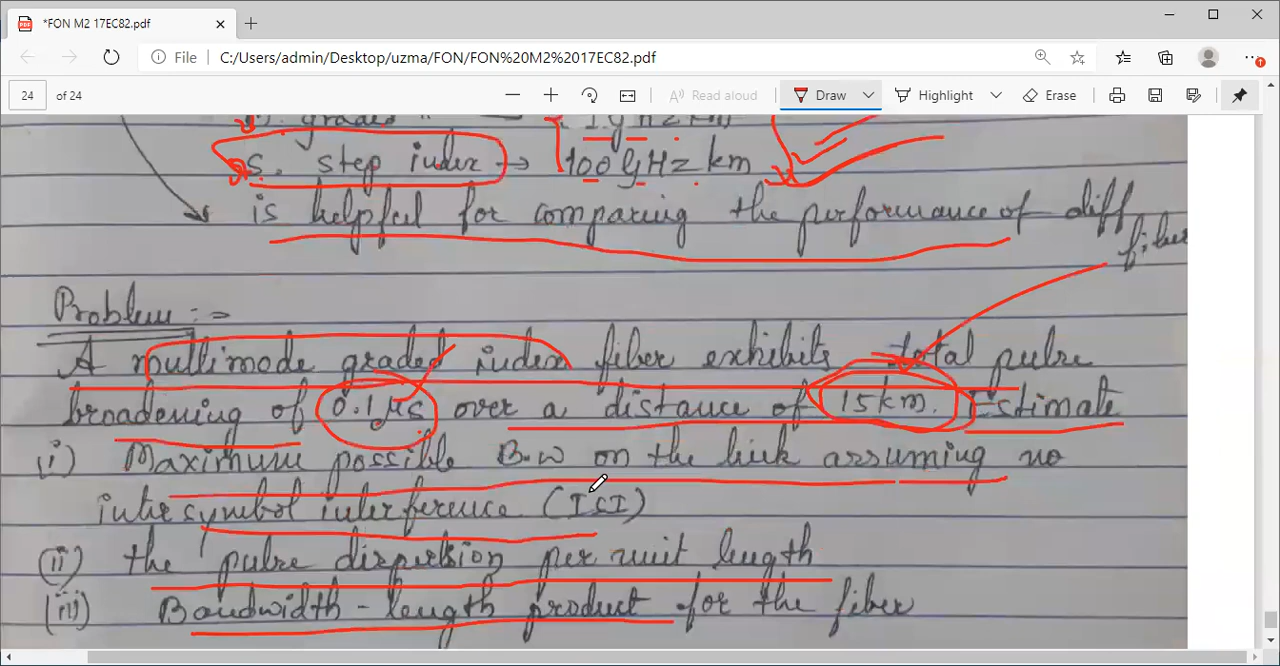 *FON M2 17EC82.pdf
File C:/Users/admin/Desktop/uzma/FON/FON%20M2%2017EC82.pdf
24 of 24 Read aloud Draw Highlight Erase
s. step index → 100 GHz km
is helpful for comparing the performance of diff
fiber
Problem :-
A multimode graded index fiber exhibits total pulse
broadening of 0.1 μs over a distance of 15 km. Estimate
(i) Maximum possible B.W on the link assuming no
inter symbol interference (ISI)
(ii) the pulse dispersion per unit length
(iii) Bandwidth - length product for the fiber